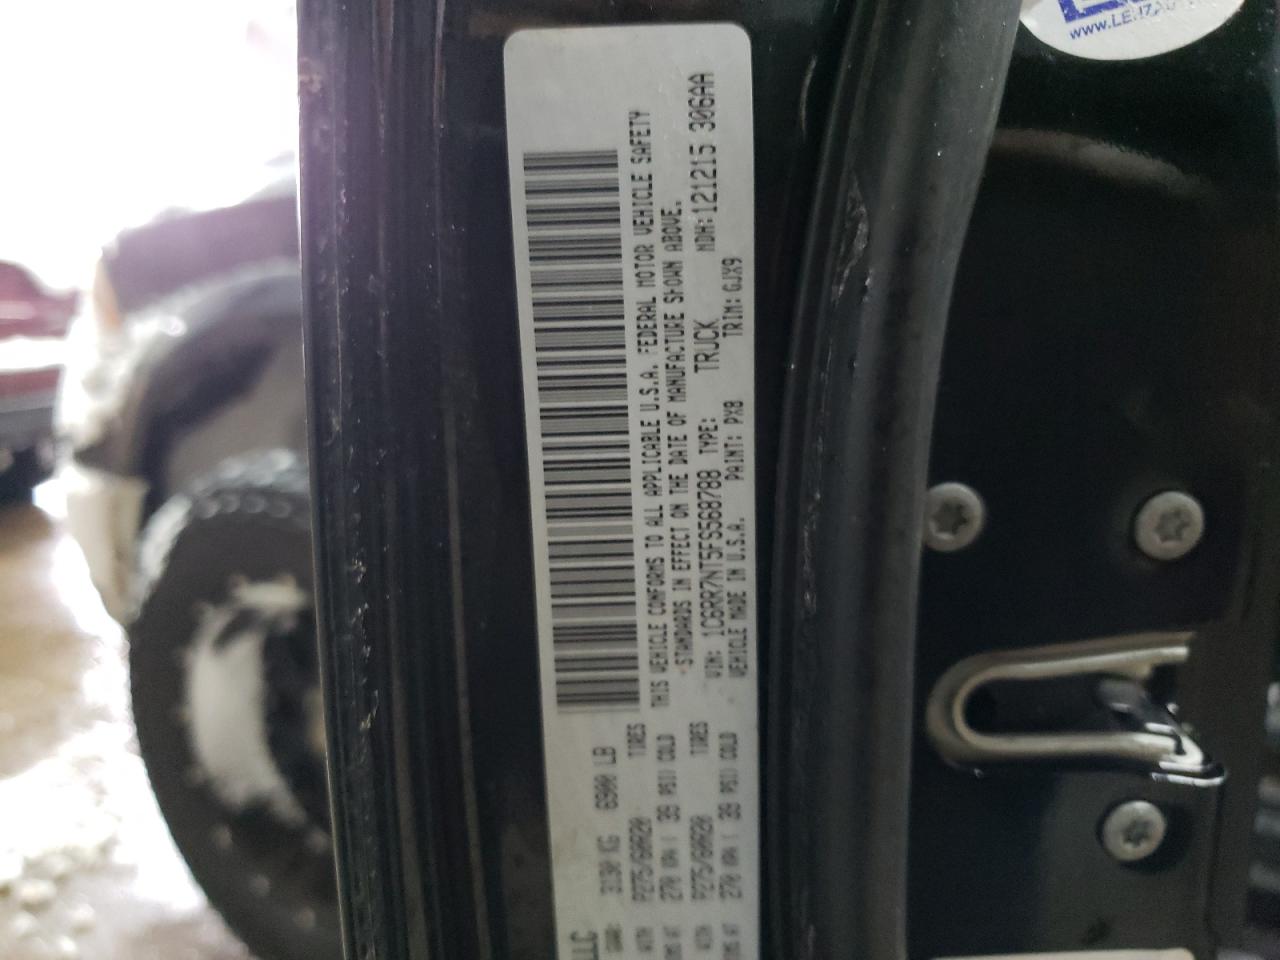 LLC
3130 KG 6900 LB
WITH P275/60R20 TIRES
270 KPA ( 39 PSI) COLD
WITH P275/60R20 TIRES
270 KPA ( 39 PSI) COLD
THIS VEHICLE CONFORMS TO ALL APPLICABLE U.S.A. FEDERAL MOTOR VEHICLE SAFETY
STANDARDS IN EFFECT ON THE DATE OF MANUFACTURE SHOWN ABOVE.
VIN: 1C6RR7NT5FS568788 TYPE: TRUCK MDH: 121215 306AA
VEHICLE MADE IN U.S.A. PAINT: PX8 TRIM: GJX9